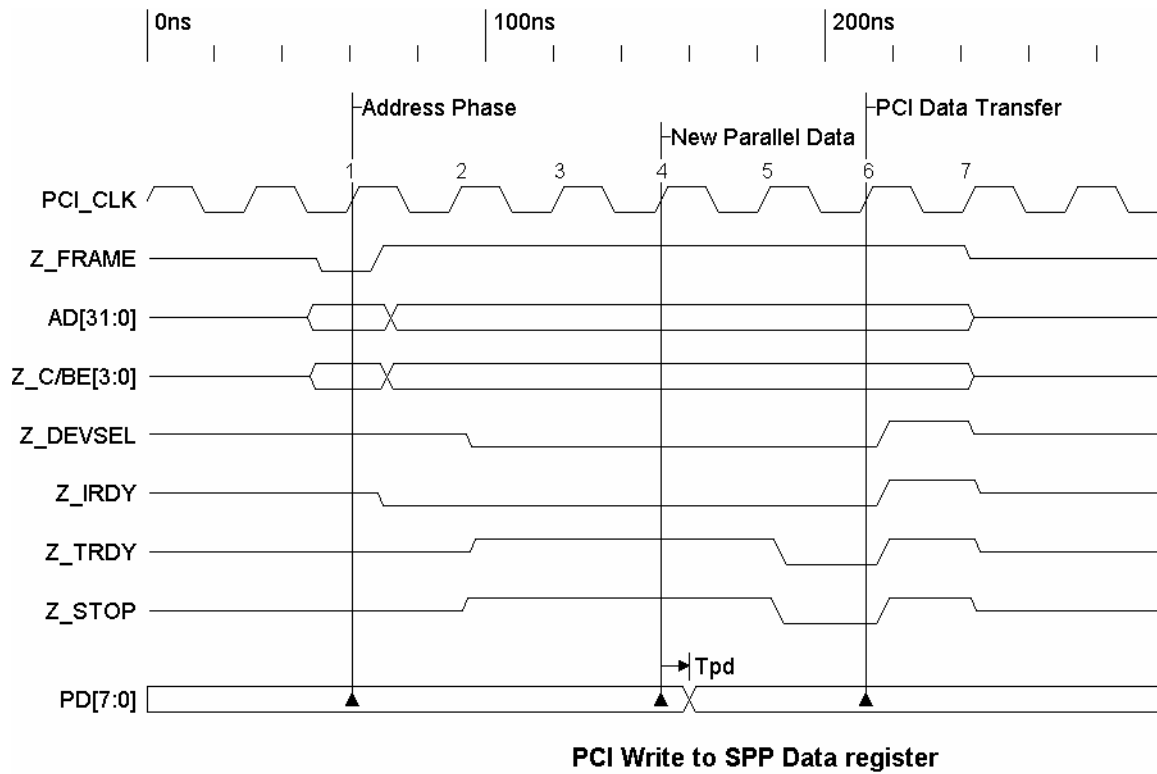 0ns 100ns 200ns
Address Phase PCI Data Transfer
New Parallel Data
1 2 3 4 5 6 7
PCI_CLK
Z_FRAME
AD[31:0]
Z_C/BE[3:0]
Z_DEVSEL
Z_IRDY
Z_TRDY
Z_STOP
Tpd
PD[7:0]
PCI Write to SPP Data register